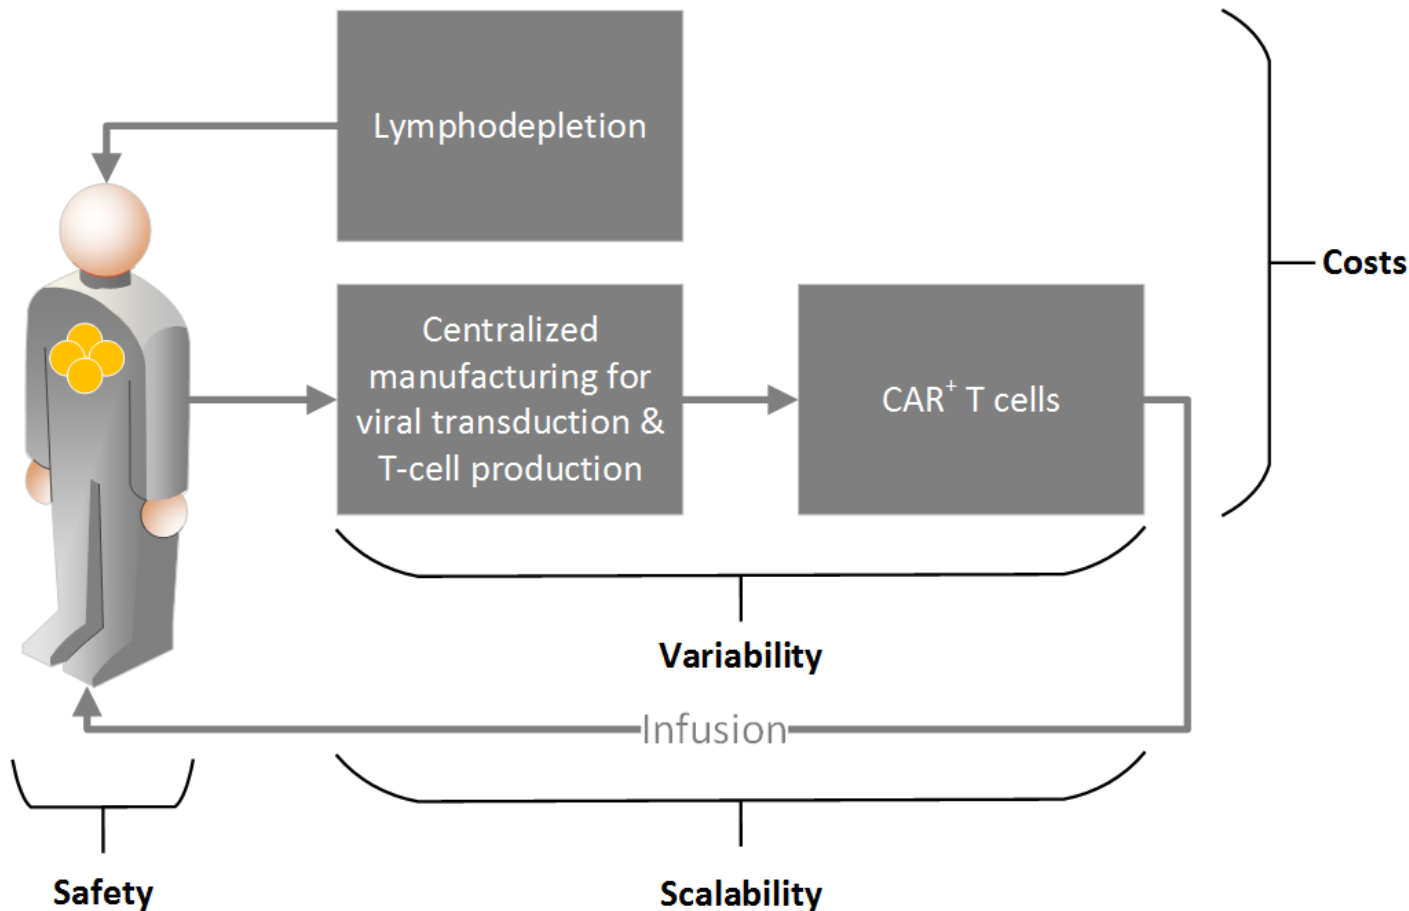 Lymphodepletion
Costs
Centralized
manufacturing for
viral transduction &
T-cell production
CAR⁺ T cells
Variability
Infusion
Safety
Scalability